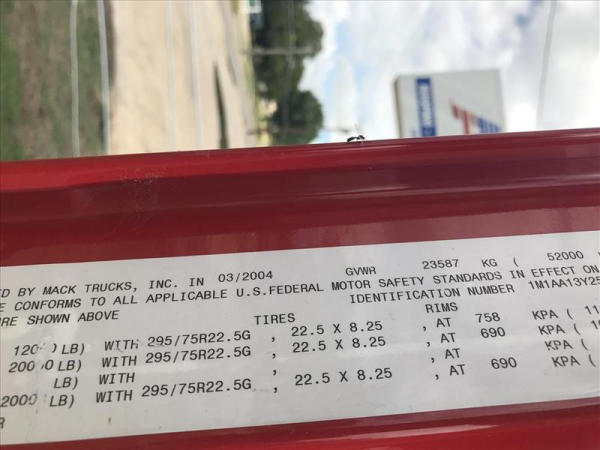 ED BY MACK TRUCKS, INC. IN 03/2004 GVWR 23587 KG ( 52000
E CONFORMS TO ALL APPLICABLE U.S.FEDERAL MOTOR SAFETY STANDARDS IN EFFECT ON
RE SHOWN ABOVE IDENTIFICATION NUMBER 1M1AA13Y25
TIRES RIMS
LB) WITH 295/75R22.5G , 22.5 X 8.25 , AT 758 KPA ( 11
LB) WITH 295/75R22.5G , 22.5 X 8.25 , AT 690 KPA ( 10
LB) WITH , , AT KPA (
2000 LB) WITH 295/75R22.5G , 22.5 X 8.25 , AT 690 KPA (
R